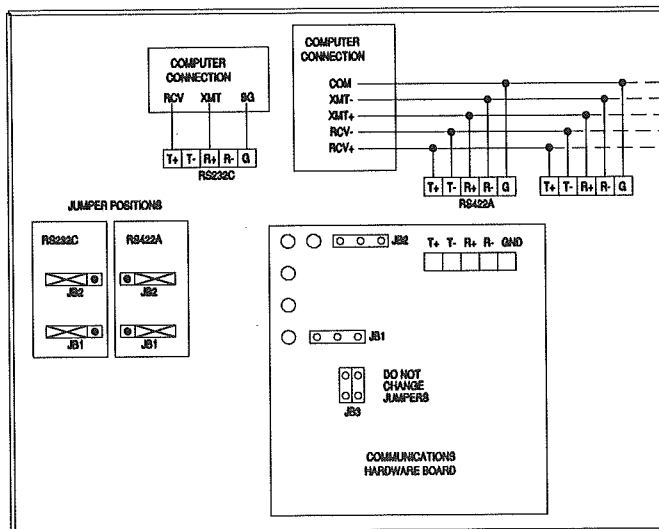 COMPUTER
CONNECTION
RCV XMT SG
T+ T- R+ R- G
RS232C
COMPUTER
CONNECTION
COM
XMT-
XMT+
RCV-
RCV+
T+ T- R+ R- G
RS422A
T+ T- R+ R- G
JUMPER POSITIONS
RS232C
JB2
JB1
RS422A
JB2
JB1
JB2
T+ T- R+ R- GND
JB1
JB3
DO NOT
CHANGE
JUMPERS
COMMUNICATIONS
HARDWARE BOARD